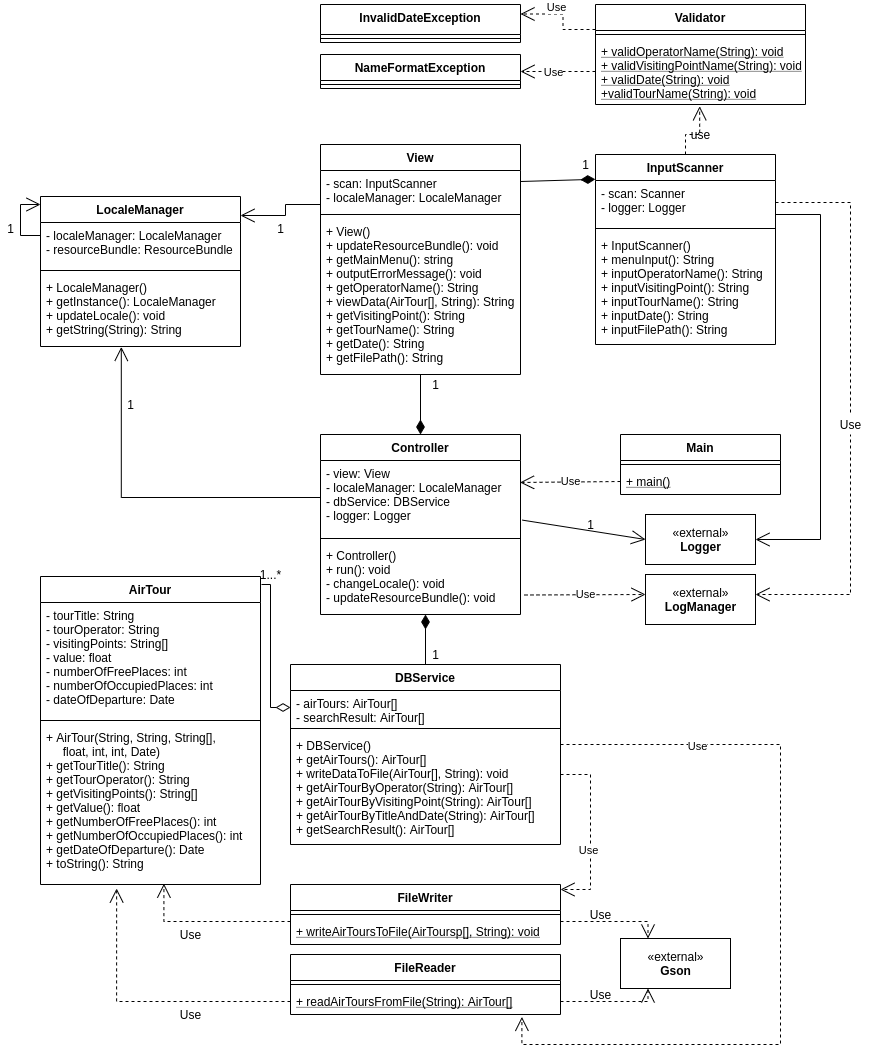 InvalidDateException
Use
Validator
+ validOperatorName(String): void
+ validVisitingPointName(String): void
+ validDate(String): void
+validTourName(String): void
NameFormatException
Use
use
View
- scan: InputScanner
- localeManager: LocaleManager
+ View()
+ updateResourceBundle(): void
+ getMainMenu(): string
+ outputErrorMessage(): void
+ getOperatorName(): String
+ viewData(AirTour[], String): String
+ getVisitingPoint(): String
+ getTourName(): String
+ getDate(): String
+ getFilePath(): String
1
InputScanner
- scan: Scanner
- logger: Logger
+ InputScanner()
+ menuInput(): String
+ inputOperatorName(): String
+ inputVisitingPoint(): String
+ inputTourName(): String
+ inputDate(): String
+ inputFilePath(): String
1
LocaleManager
- localeManager: LocaleManager
- resourceBundle: ResourceBundle
+ LocaleManager()
+ getInstance(): LocaleManager
+ updateLocale(): void
+ getString(String): String
1
1
1
Use
Controller
- view: View
- localeManager: LocaleManager
- dbService: DBService
- logger: Logger
+ Controller()
+ run(): void
+ changeLocale(): void
+ updateResourceBundle(): void
Use
Main
+ main()
1
«external»
Logger
Use
«external»
LogManager
1...*
AirTour
- tourTitle: String
- tourOperator: String
- visitingPoints: String[]
- value: float
- numberOfFreePlaces: int
- numberOfOccupiedPlaces: int
- dateOfDeparture: Date
+ AirTour(String, String, String[],
float, int, int, Date)
+ getTourTitle(): String
+ getTourOperator(): String
+ getVisitingPoints(): String[]
+ getValue(): float
+ getNumberOfFreePlaces(): int
+ getNumberOfOccupiedPlaces(): int
+ getDateOfDeparture(): Date
+ toString(): String
1
DBService
- airTours: AirTour[]
- searchResult: AirTour[]
+ DBService()
+ getAirTours(): AirTour[]
+ writeDataToFile(AirTour[], String): void
+ getAirTourByOperator(String): AirTour[]
+ getAirTourByVisitingPoint(String): AirTour[]
+ getAirTourByTitleAndDate(String): AirTour[]
+ getSearchResult(): AirTour[]
Use
Use
FileWriter
+ writeAirToursToFile(AirToursp[], String): void
Use
Use
«external»
Gson
FileReader
+ readAirToursFromFile(String): AirTour[]
Use
Use